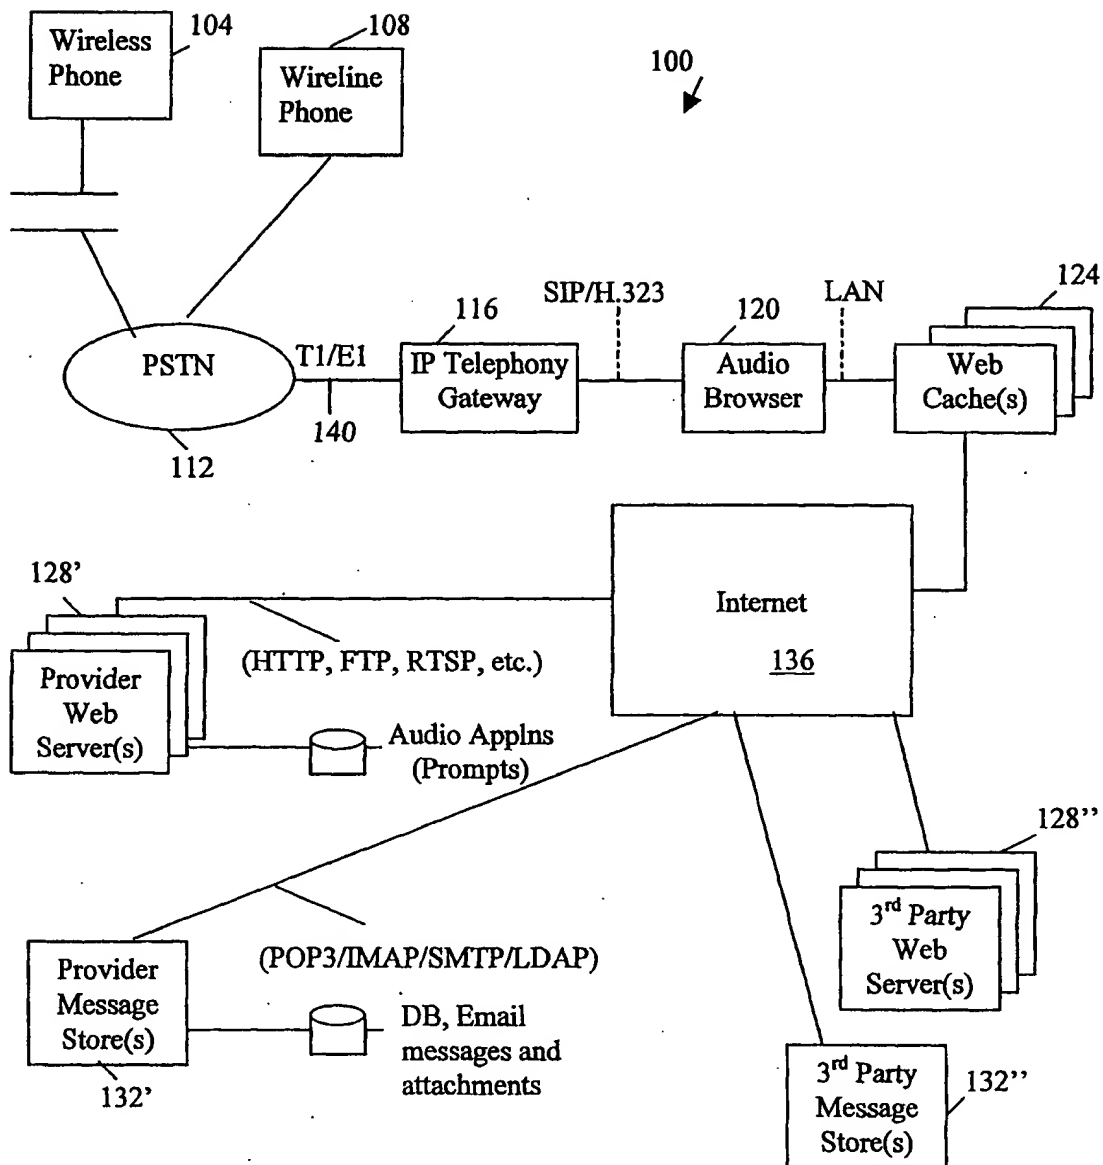 Wireless
Phone
104
108
Wireline
Phone
100
PSTN
112
T1/E1
140
116
IP Telephony
Gateway
SIP/H.323
120
Audio
Browser
LAN
124
Web
Cache(s)
Internet
136
128’
Provider
Web
Server(s)
(HTTP, FTP, RTSP, etc.)
Audio Applns
(Prompts)
128’’
3rd Party
Web
Server(s)
(POP3/IMAP/SMTP/LDAP)
Provider
Message
Store(s)
132’
DB, Email
messages and
attachments
3rd Party
Message
Store(s)
132’’